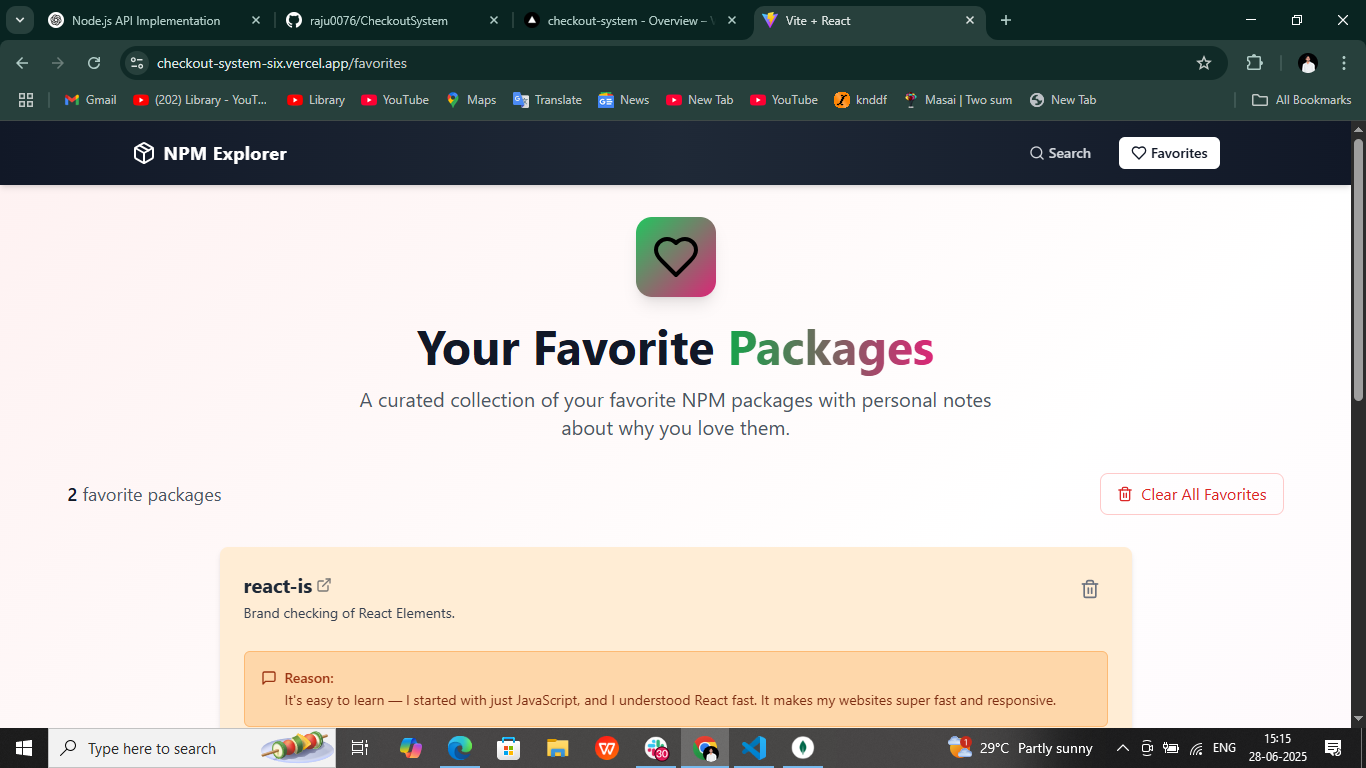 Node.js API Implementation
raju0076/CheckoutSystem
checkout-system - Overview –
Vite + React
checkout-system-six.vercel.app/favorites
Gmail
(202) Library - YouT...
Library
YouTube
Maps
Translate
News
New Tab
YouTube
knddf
Masai | Two sum
New Tab
All Bookmarks
NPM Explorer
Search
Favorites
Your Favorite Packages
A curated collection of your favorite NPM packages with personal notes
about why you love them.
2 favorite packages
Clear All Favorites
react-is
Brand checking of React Elements.
Reason:
It's easy to learn — I started with just JavaScript, and I understood React fast. It makes my websites super fast and responsive.
Type here to search
30
1
29°C Partly sunny
ENG
15:15
28-06-2025